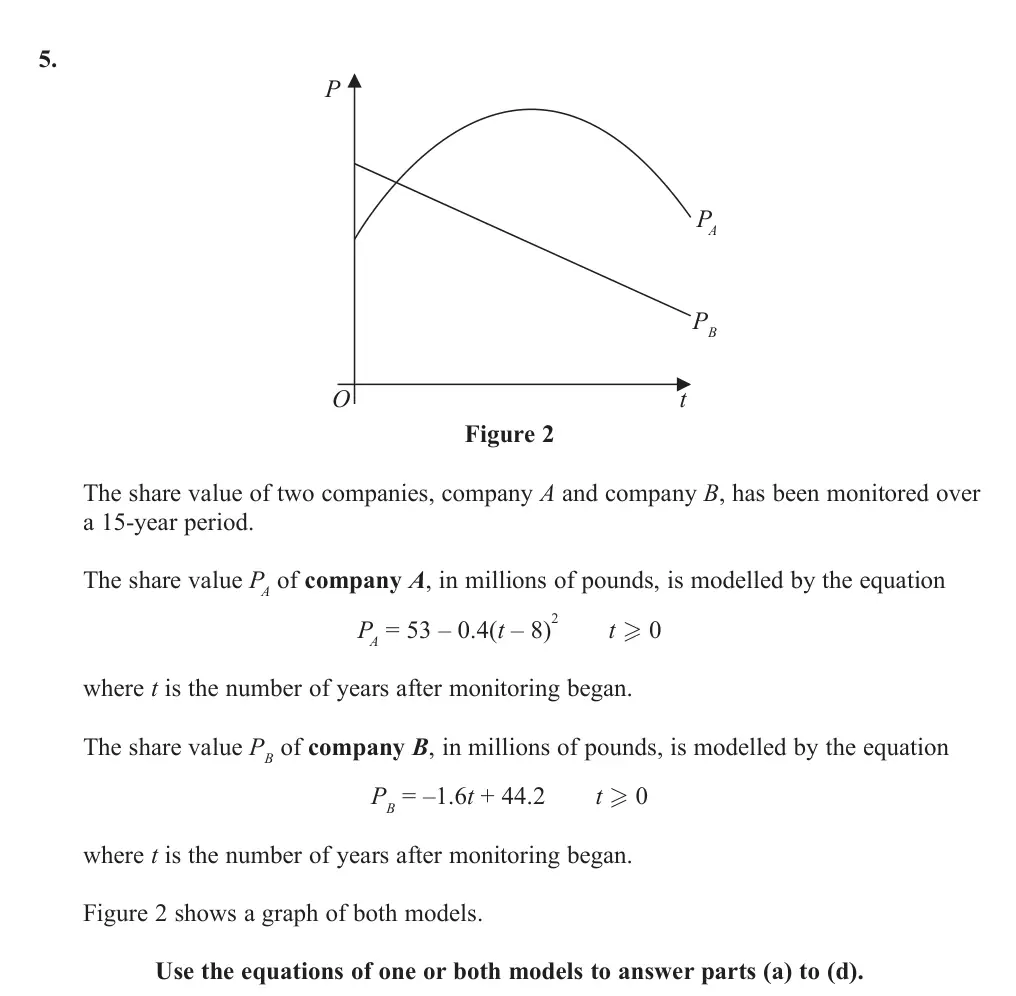 5.
P
P_A
P_B
O
t
Figure 2
The share value of two companies, company A and company B, has been monitored over
a 15-year period.
The share value P_A of company A, in millions of pounds, is modelled by the equation
P_A = 53 – 0.4(t – 8)² t ⩾ 0
where t is the number of years after monitoring began.
The share value P_B of company B, in millions of pounds, is modelled by the equation
P_B = –1.6t + 44.2 t ⩾ 0
where t is the number of years after monitoring began.
Figure 2 shows a graph of both models.
Use the equations of one or both models to answer parts (a) to (d).